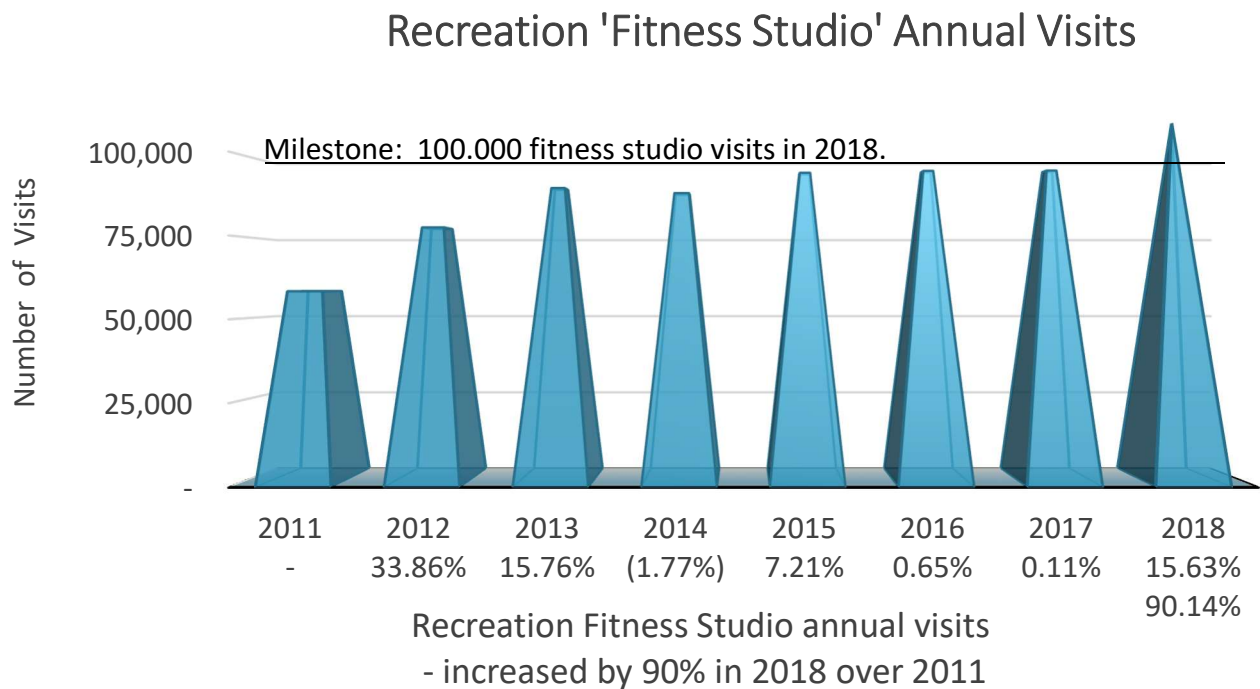 Recreation 'Fitness Studio' Annual Visits
Number of Visits
100,000
75,000
50,000
25,000
-
Milestone: 100.000 fitness studio visits in 2018.
2011 2012 2013 2014 2015 2016 2017 2018
- 33.86% 15.76% (1.77%) 7.21% 0.65% 0.11% 15.63%
90.14%
Recreation Fitness Studio annual visits
- increased by 90% in 2018 over 2011